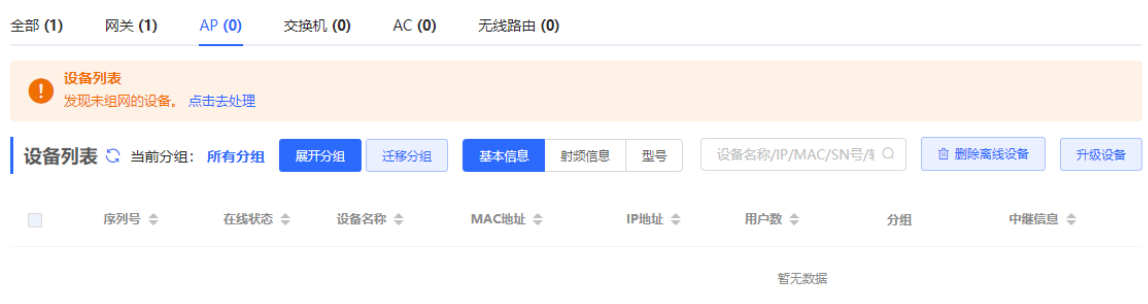 全部 (1) 网关 (1) AP (0) 交换机 (0) AC (0) 无线路由 (0)
设备列表
发现未组网的设备。 点击去处理
设备列表 当前分组： 所有分组 展开分组 迁移分组 基本信息 射频信息 型号 设备名称/IP/MAC/SN号/ 删除离线设备 升级设备
序列号 在线状态 设备名称 MAC地址 IP地址 用户数 分组 中继信息
暂无数据